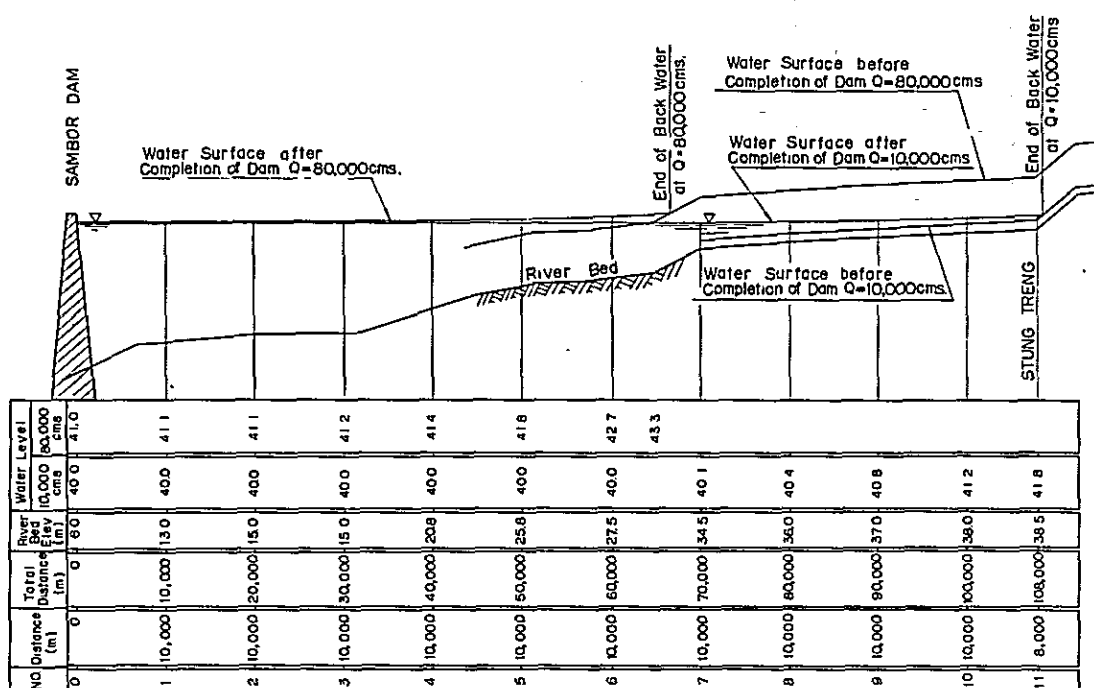 SAMBOR DAM
Water Surface after
Completion of Dam Q=80,000cms.
End of Back Water
at Q=80,000cms.
Water Surface before
Completion of Dam Q=80,000cms
Water Surface after
Completion of Dam Q=10,000cms
End of Back Water
at Q=10,000cms
River Bed
Water Surface before
Completion of Dam Q=10,000cms.
STUNG TRENG
Water Level
80,000 cms 41.0 41.1 41.1 41.2 41.4 41.8 42.7 43.3
10,000 cms 40.0 40.0 40.0 40.0 40.0 40.0 40.0 40.1 40.4 40.8 41.2 41.8
River Bed Elev (m) 6.0 13.0 15.0 15.0 20.8 25.8 27.5 34.5 36.0 37.0 38.0 38.5
Total Distance (m) 0 10,000 20,000 30,000 40,000 50,000 60,000 70,000 80,000 90,000 100,000 108,000
Distance (m) 0 10,000 10,000 10,000 10,000 10,000 10,000 10,000 10,000 10,000 10,000 8,000
NO. 0 1 2 3 4 5 6 7 8 9 10 11